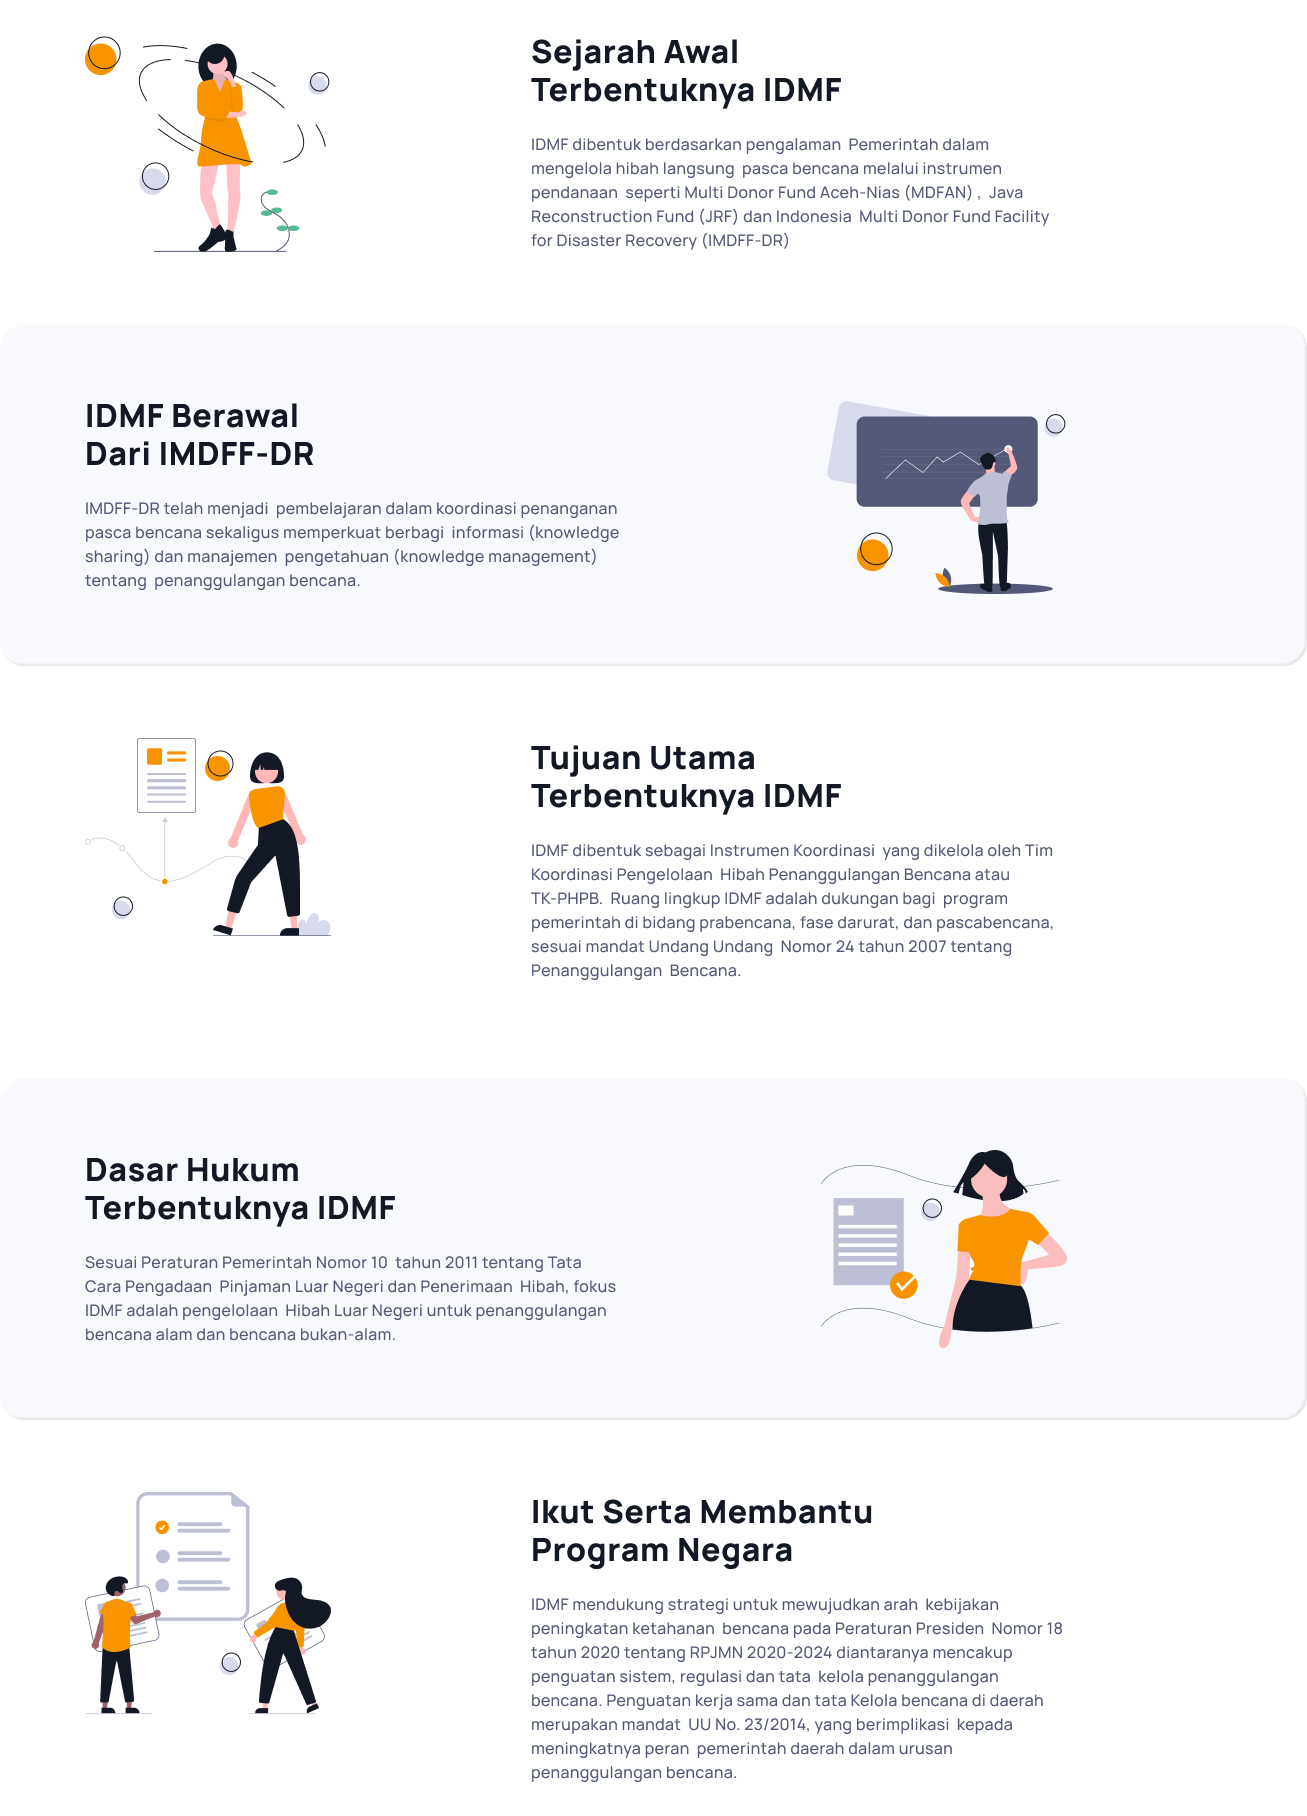 Sejarah Awal
Terbentuknya IDMF
IDMF dibentuk berdasarkan pengalaman  Pemerintah dalam
mengelola hibah langsung  pasca bencana melalui instrumen
pendanaan  seperti Multi Donor Fund Aceh-Nias (MDFAN) ,  Java
Reconstruction Fund (JRF) dan Indonesia  Multi Donor Fund Facility
for Disaster Recovery (IMDFF-DR)
IDMF Berawal
Dari IMDFF-DR
IMDFF-DR telah menjadi  pembelajaran dalam koordinasi penanganan
pasca bencana sekaligus memperkuat berbagi  informasi (knowledge
sharing) dan manajemen  pengetahuan (knowledge management)
tentang  penanggulangan bencana.
Tujuan Utama
Terbentuknya IDMF
IDMF dibentuk sebagai Instrumen Koordinasi  yang dikelola oleh Tim
Koordinasi Pengelolaan  Hibah Penanggulangan Bencana atau
TK-PHPB.  Ruang lingkup IDMF adalah dukungan bagi  program
pemerintah di bidang prabencana, fase darurat, dan pascabencana,
sesuai mandat Undang Undang  Nomor 24 tahun 2007 tentang
Penanggulangan  Bencana.
Dasar Hukum
Terbentuknya IDMF
Sesuai Peraturan Pemerintah Nomor 10  tahun 2011 tentang Tata
Cara Pengadaan  Pinjaman Luar Negeri dan Penerimaan  Hibah, fokus
IDMF adalah pengelolaan  Hibah Luar Negeri untuk penanggulangan
bencana alam dan bencana bukan-alam.
Ikut Serta Membantu
Program Negara
IDMF mendukung strategi untuk mewujudkan arah  kebijakan
peningkatan ketahanan  bencana pada Peraturan Presiden  Nomor 18
tahun 2020 tentang RPJMN 2020-2024 diantaranya mencakup
penguatan sistem, regulasi dan tata  kelola penanggulangan
bencana. Penguatan kerja sama dan tata Kelola bencana di daerah
merupakan mandat  UU No. 23/2014, yang berimplikasi  kepada
meningkatnya peran  pemerintah daerah dalam urusan
penanggulangan bencana.